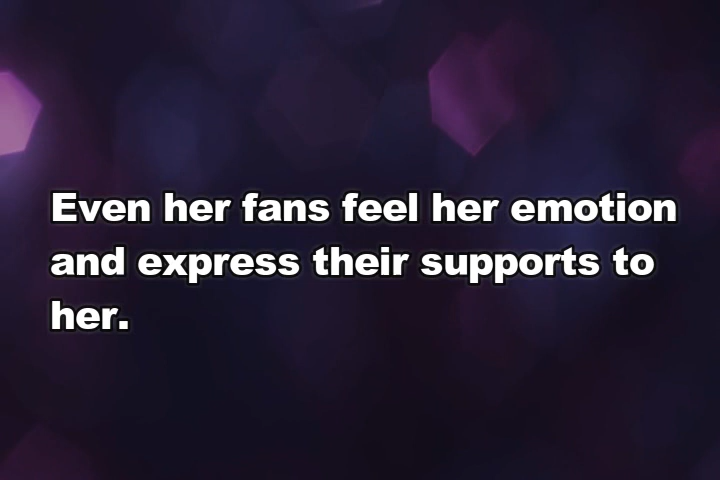 Even her fans feel her emotion
and express their supports to
her.